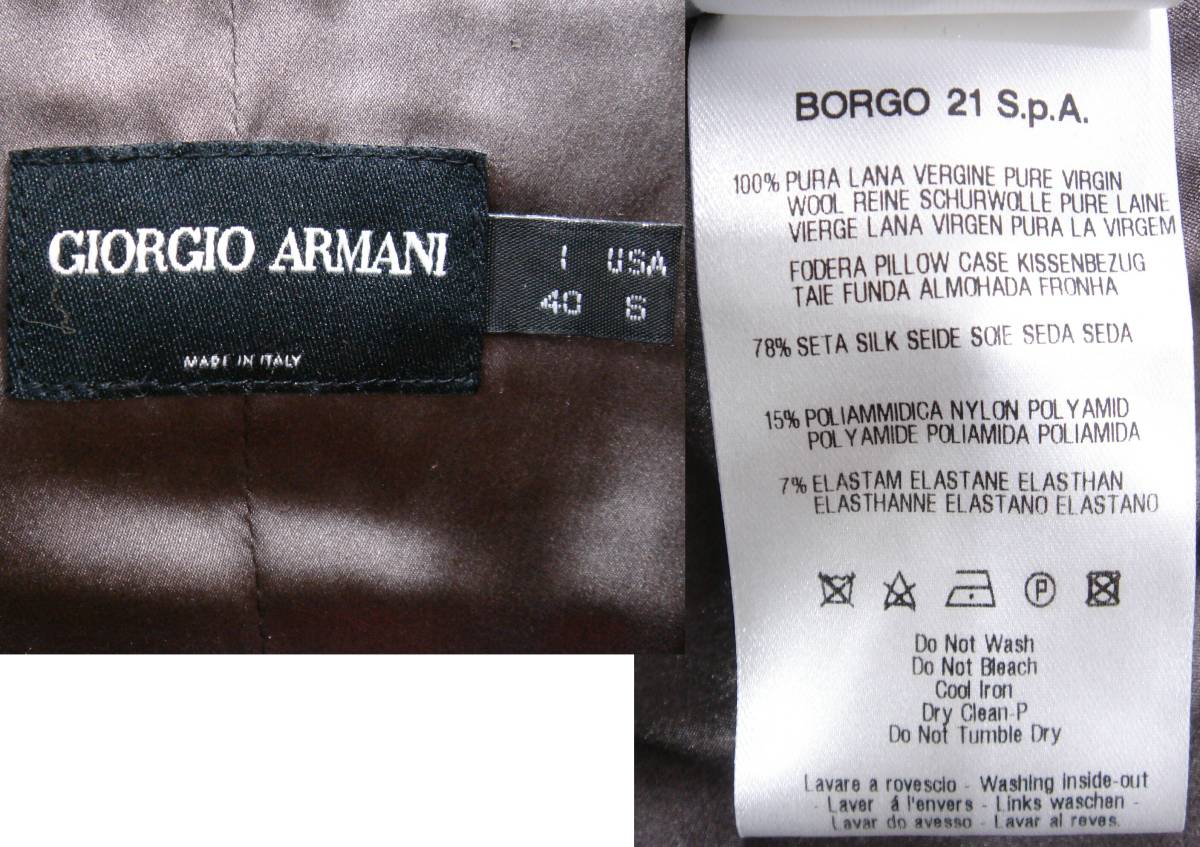 GIORGIO ARMANI
MADE IN ITALY
I USA
40 S
BORGO 21 S.p.A.
100% PURA LANA VERGINE PURE VIRGIN
WOOL REINE SCHURWOLLE PURE LAINE
VIERGE LANA VIRGEN PURA LA VIRGEM
FODERA PILLOW CASE KISSENBEZUG
TAIE FUNDA ALMOHADA FRONHA
78% SETA SILK SEIDE SOIE SEDA SEDA
15% POLIAMMIDICA NYLON POLYAMID
POLYAMIDE POLIAMIDA POLIAMIDA
7% ELASTAM ELASTANE ELASTHAN
ELASTHANNE ELASTANO ELASTANO
P
Do Not Wash
Do Not Bleach
Cool Iron
Dry Clean-P
Do Not Tumble Dry
Lavare a rovescio - Washing inside-out
- Laver á l'envers - Links waschen -
Lavar do avesso - Lavar al reves.